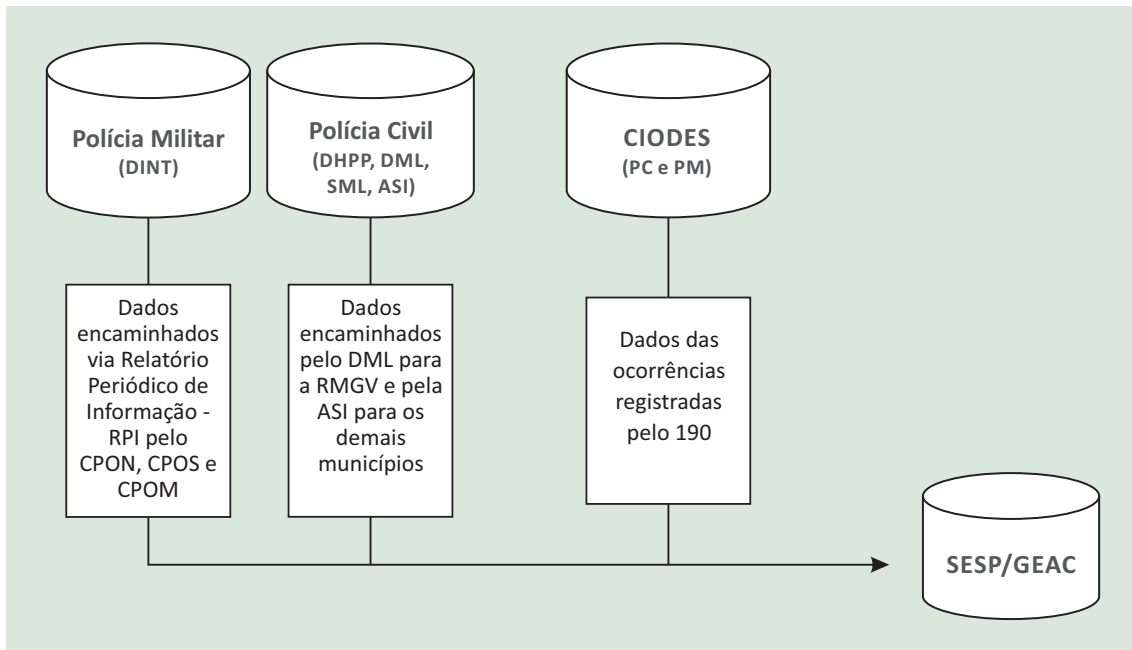 Polícia Militar
(DINT)
Polícia Civil
(DHPP, DML,
SML, ASI)
CIODES
(PC e PM)
Dados
encaminhados
via Relatório
Periódico de
Informação -
RPI pelo
CPON, CPOS e
CPOM
Dados
encaminhados
pelo DML para
a RMGV e pela
ASI para os
demais
municípios
Dados das
ocorrências
registradas
pelo 190
SESP/GEAC